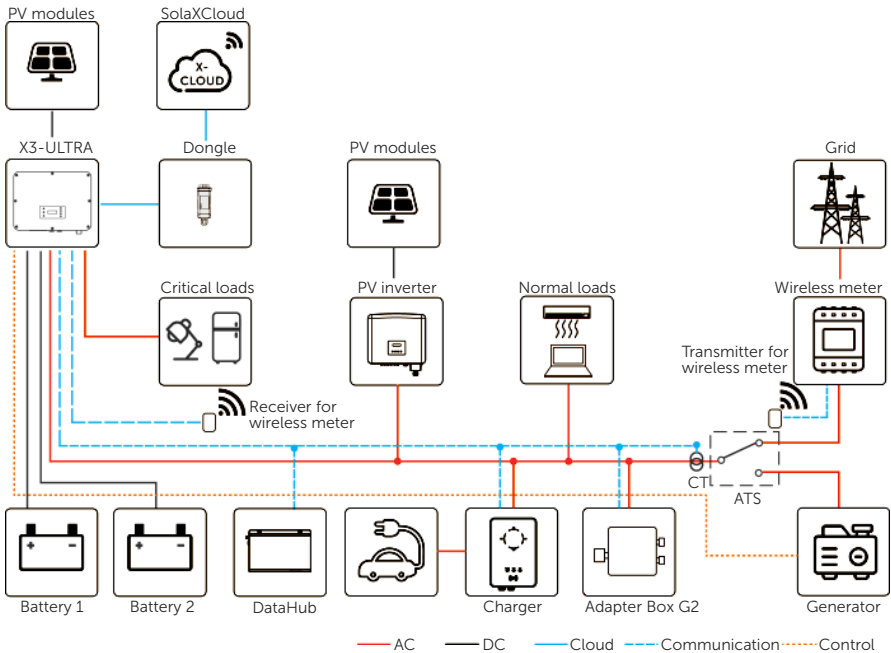 PV modules
SolaXCloud
X-
CLOUD
X3-ULTRA
Dongle
PV modules
Grid
Critical loads
PV inverter
Normal loads
Wireless meter
Transmitter for
wireless meter
Receiver for
wireless meter
CT
ATS
Battery 1
Battery 2
DataHub
Charger
Adapter Box G2
Generator
AC
DC
Cloud
Communication
Control